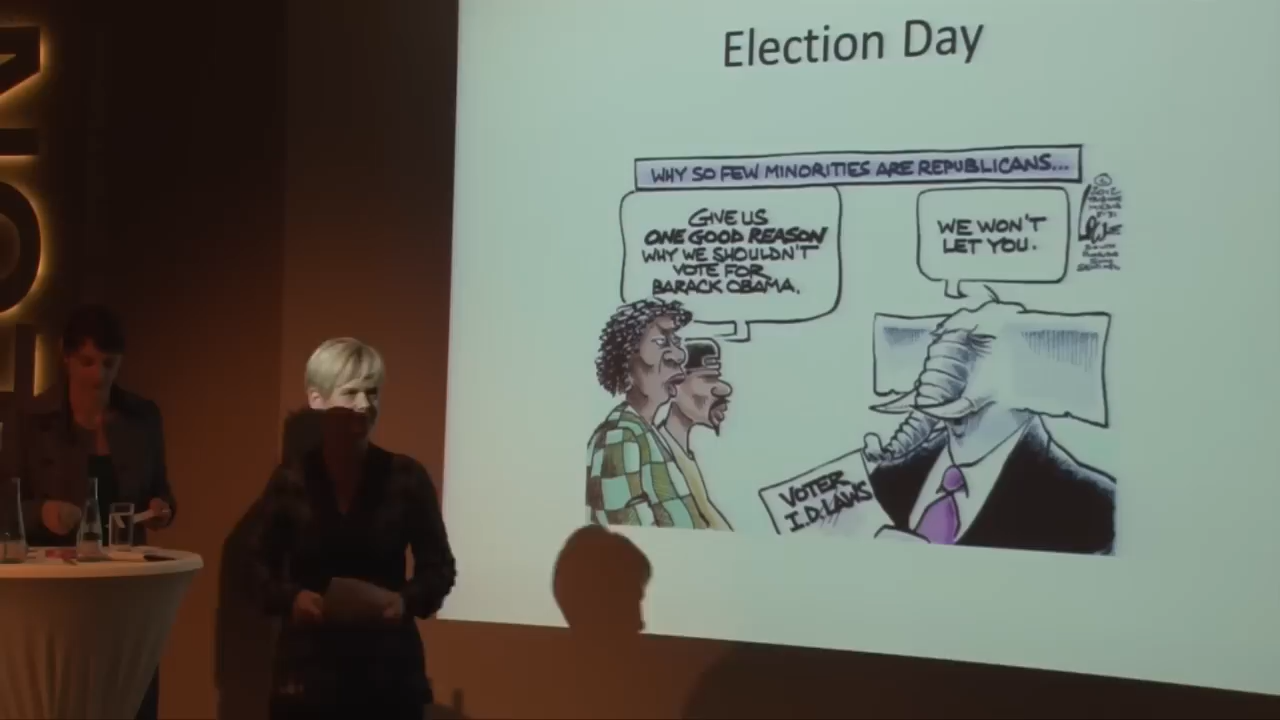 Election Day
WHY SO FEW MINORITIES ARE REPUBLICANS...
GIVE US
ONE GOOD REASON
WHY WE SHOULDN'T
VOTE FOR
BARACK OBAMA.
WE WON'T
LET YOU.
VOTER
I.D. LAWS